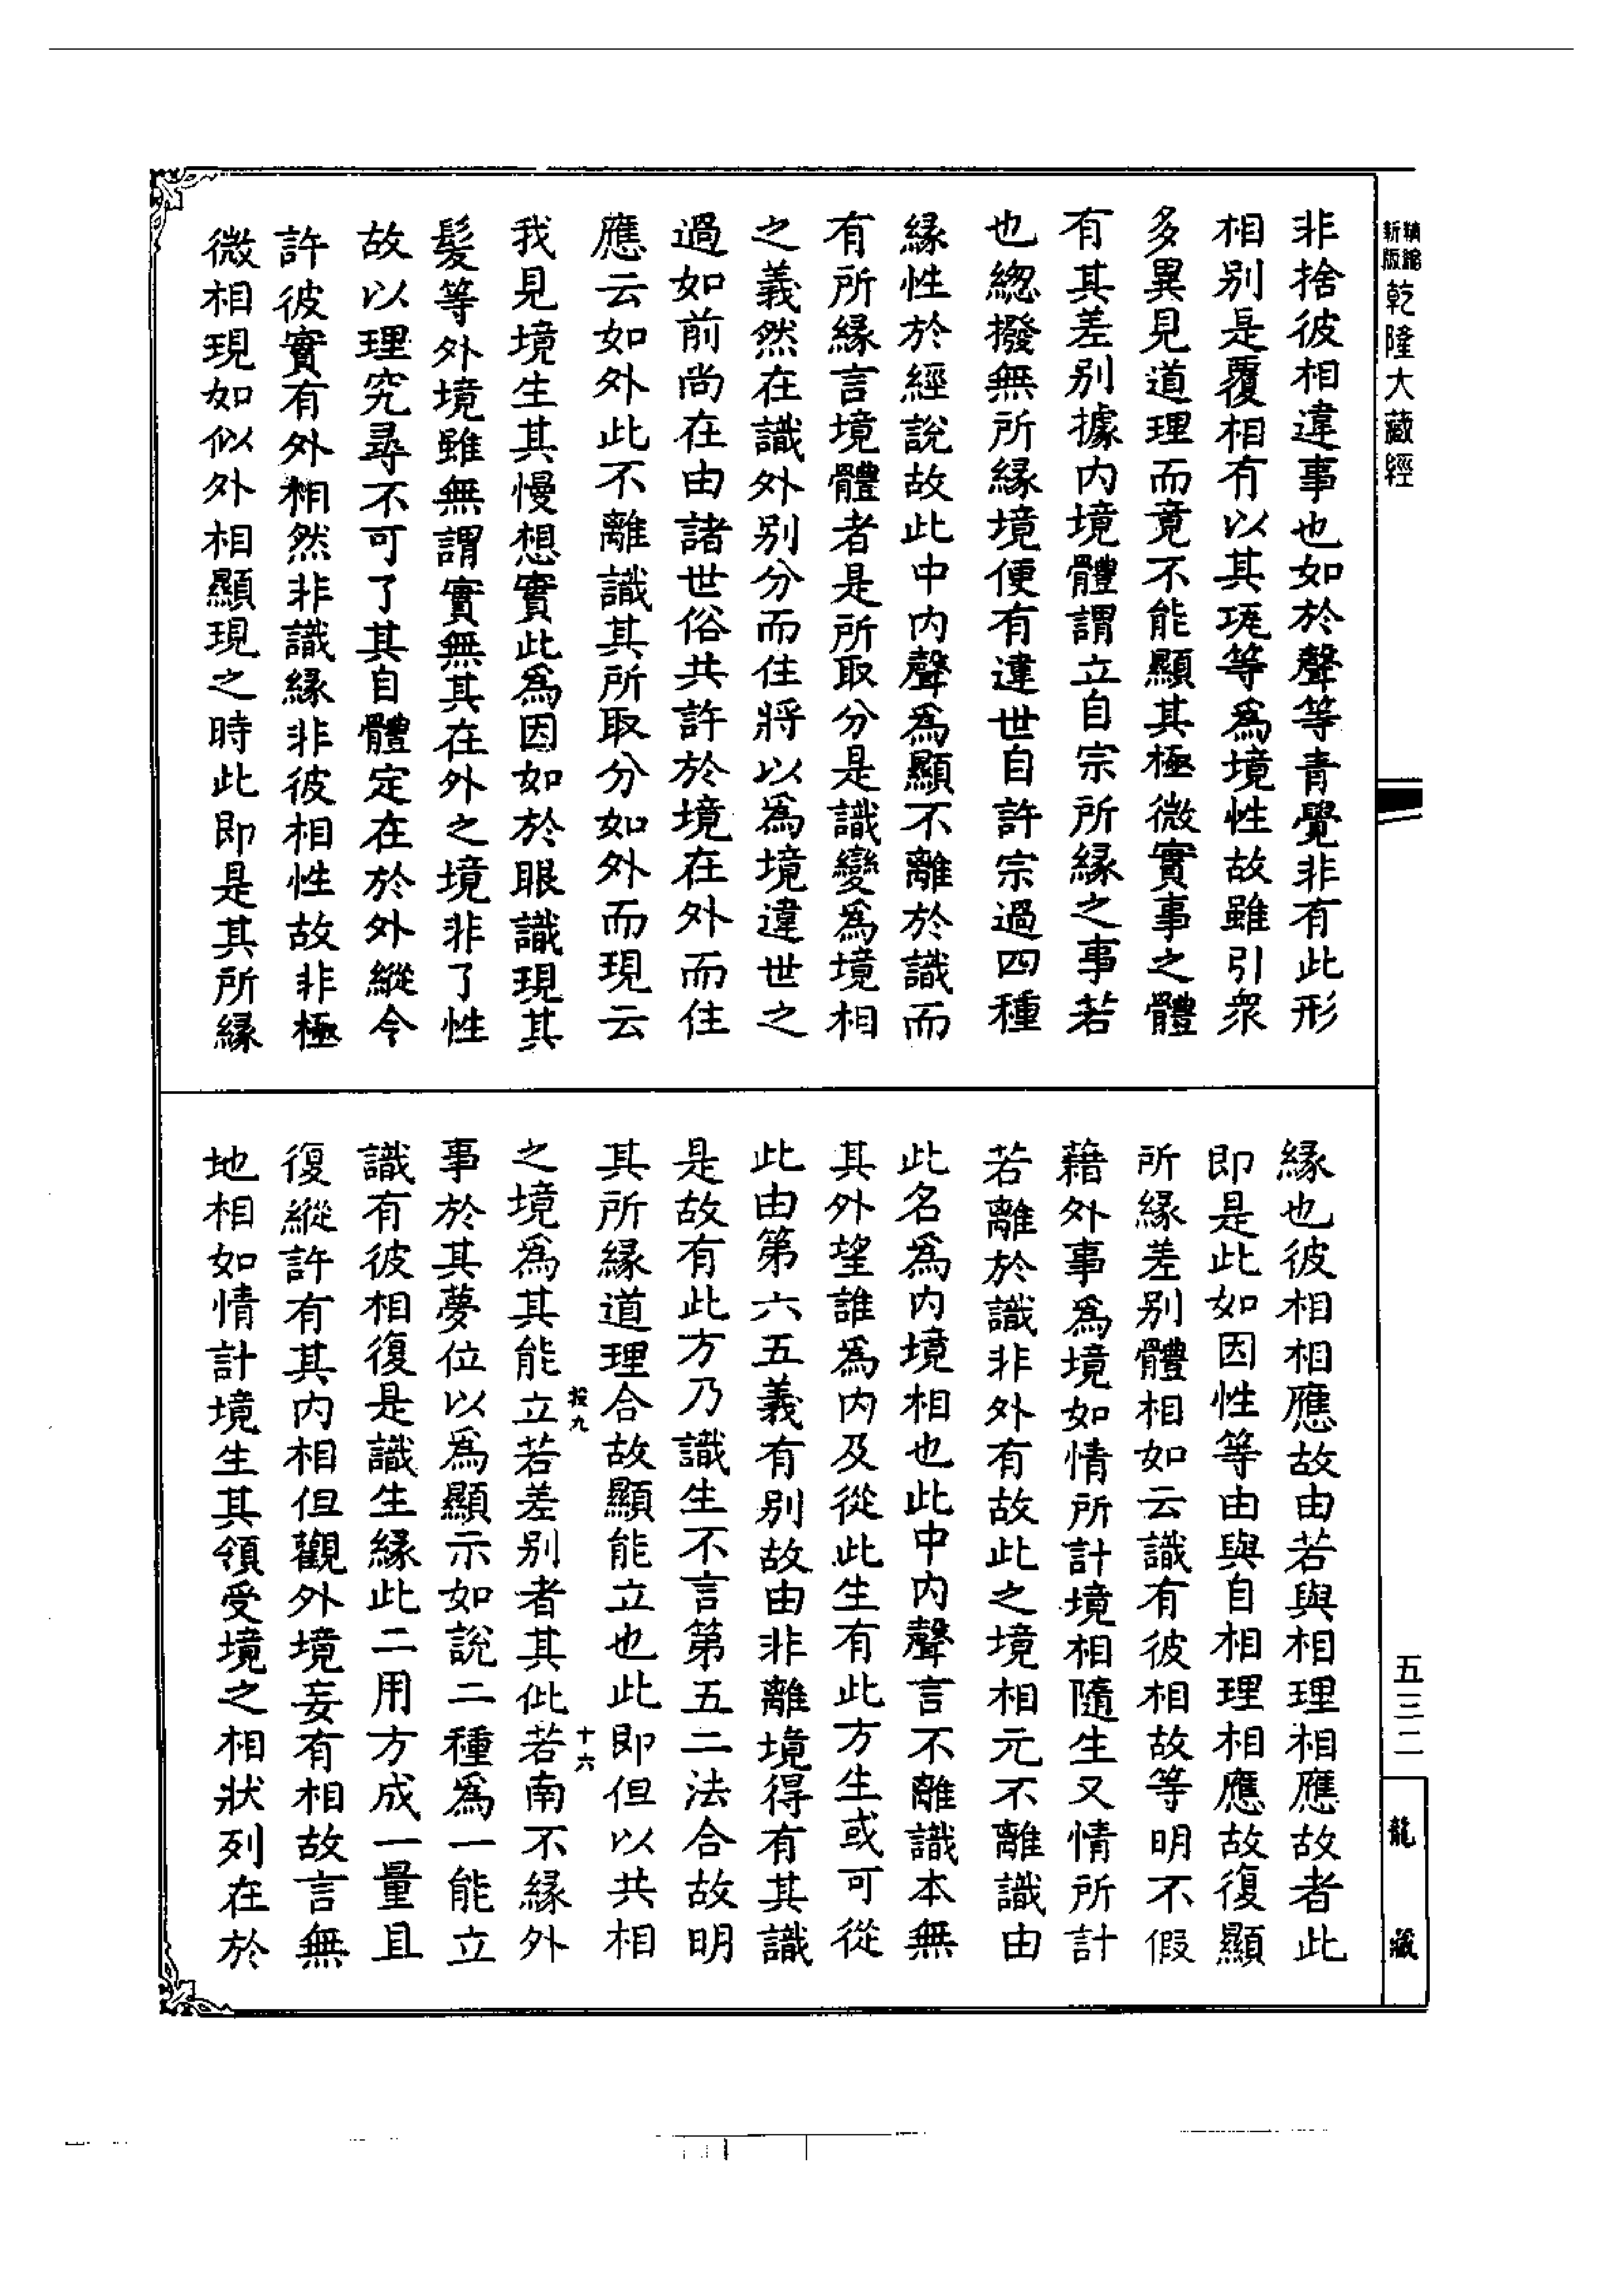 精縮新版乾隆大藏經
非捨彼相違事也如於聲等青覺非有此形
相別是覆相有以其瓨等為境性故雖引衆
多異見道理而竟不能顯其極微實事之體
有其差別據內境體謂立自宗所緣之事若
也緫撥無所緣境便有違世自許宗過四種
緣性於經說故此中內聲為顯不離於識而
有所緣言境體者是所取分是識變為境相
之義然在識外別分而住將以為境違世之
過如前尚在由諸世俗共許於境在外而住
應云如外此不離識其所取分如外而現云
我見境生其慢想實此為因如於眼識現其
髮等外境雖無謂實無其在外之境非了性
故以理究尋不可了其自體定在於外縱令
許彼實有外相然非識緣非彼相性故非極
微相現如似外相顯現之時此即是其所緣
緣也彼相相應故由若與相理相應故者此
即是此如因性等由與自相理相應故復顯
所緣差別體相如云識有彼相故等明不假
藉外事為境如情所計境相隨生又情所計
若離於識非外有故此之境相元不離識由
此名為內境相也此中內聲言不離識本無
其外望誰為內及從此生有此方生或可從
此由第六五義有別故由非離境得有其識
是故有此方乃識生不言第五二法合故明
其所緣道理合故顯能立也此即但以共相
之境為其能立若差別者其佌若南不緣外
事於其夢位以為顯示如說二種為一能立
識有彼相復是識生緣此二用方成一量且
復縱許有其內相但觀外境妄有相故言無
地相如情計境生其領受境之相狀列在於
投九
十六
五三二
龍藏